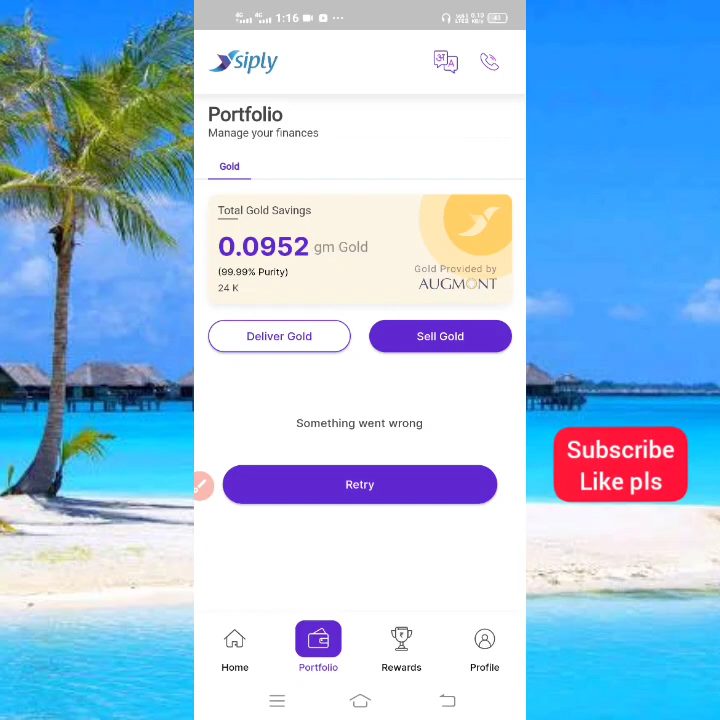 4G 4G 1:16
siply
अ A
Portfolio
Manage your finances
Gold
Total Gold Savings
0.0952 gm Gold
(99.99% Purity)
24 K
Gold Provided by
AUGMONT
Deliver Gold
Sell Gold
Something went wrong
Retry
Subscribe
Like pls
Home
Portfolio
Rewards
Profile